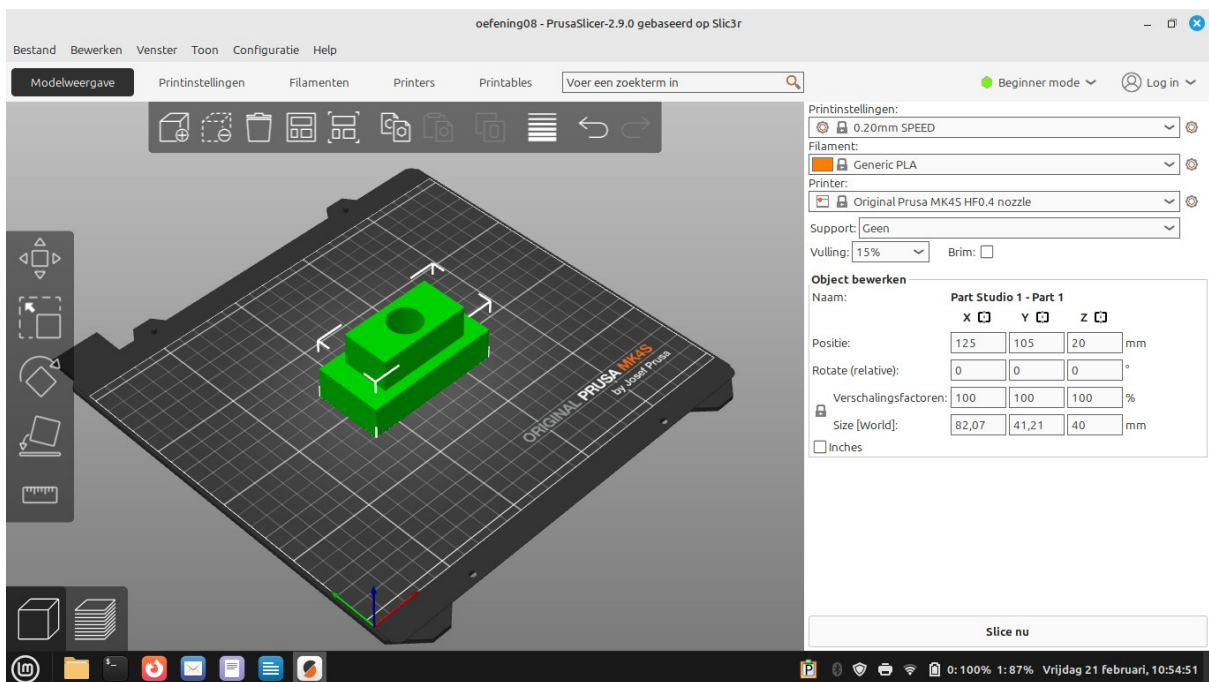 oefening08 - PrusaSlicer-2.9.0 gebaseerd op Slic3r
Bestand Bewerken Venster Toon Configuratie Help
Modelweergave Printinstellingen Filamenten Printers Printables Voer een zoekterm in Beginner mode Log in
Printinstellingen:
0.20mm SPEED
Filament:
Generic PLA
Printer:
Original Prusa MK4S HF0.4 nozzle
Support: Geen
Vulling: 15% Brim:
Object bewerken
Naam: Part Studio 1 - Part 1
X Y Z
Positie: 125 105 20 mm
Rotate (relative): 0 0 0 °
Verschalingsfactoren: 100 100 100 %
Size [World]: 82,07 41,21 40 mm
Inches
ORIGINAL PRUSA MK4S
by Josef Prusa
Slice nu
0: 100% 1: 87% Vrijdag 21 februari, 10:54:51